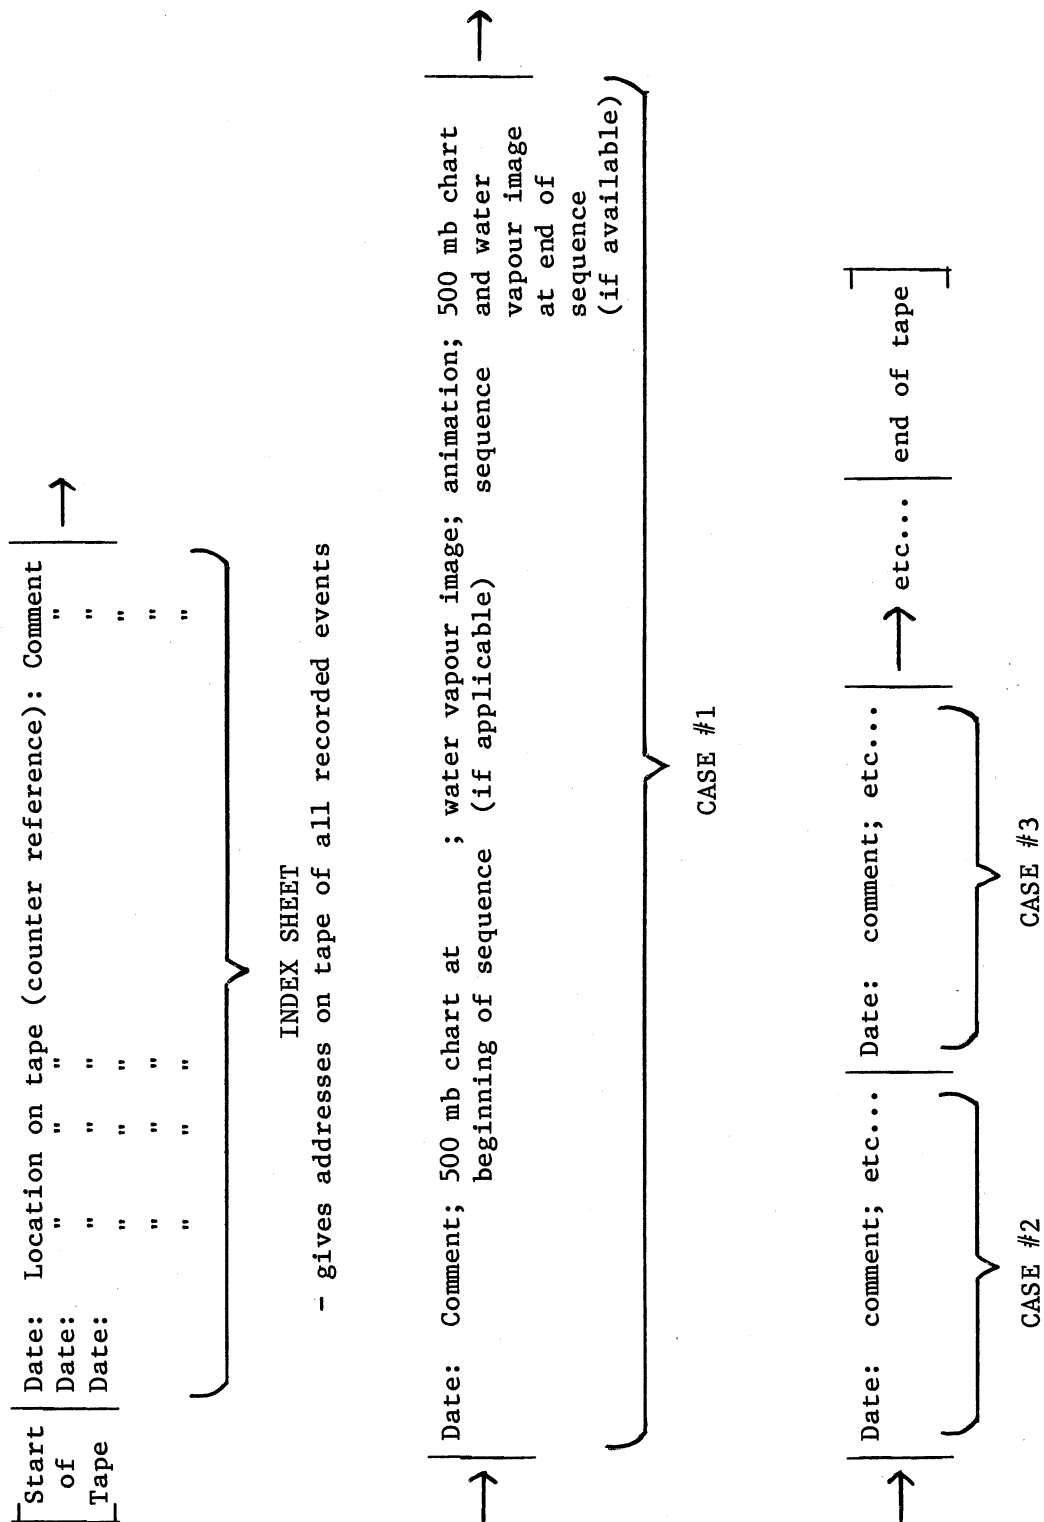 Start Date: Location on tape (counter reference): Comment
of Date: " " " "
Tape Date: " " " "
" " " "
" " " "
" " " "
INDEX SHEET
- gives addresses on tape of all recorded events
Date: Comment; 500 mb chart at ; water vapour image; animation; 500 mb chart
beginning of sequence (if applicable) sequence and water
vapour image
at end of
sequence
(if available)
CASE #1
Date: comment; etc... Date: comment; etc... etc... end of tape
CASE #2 CASE #3